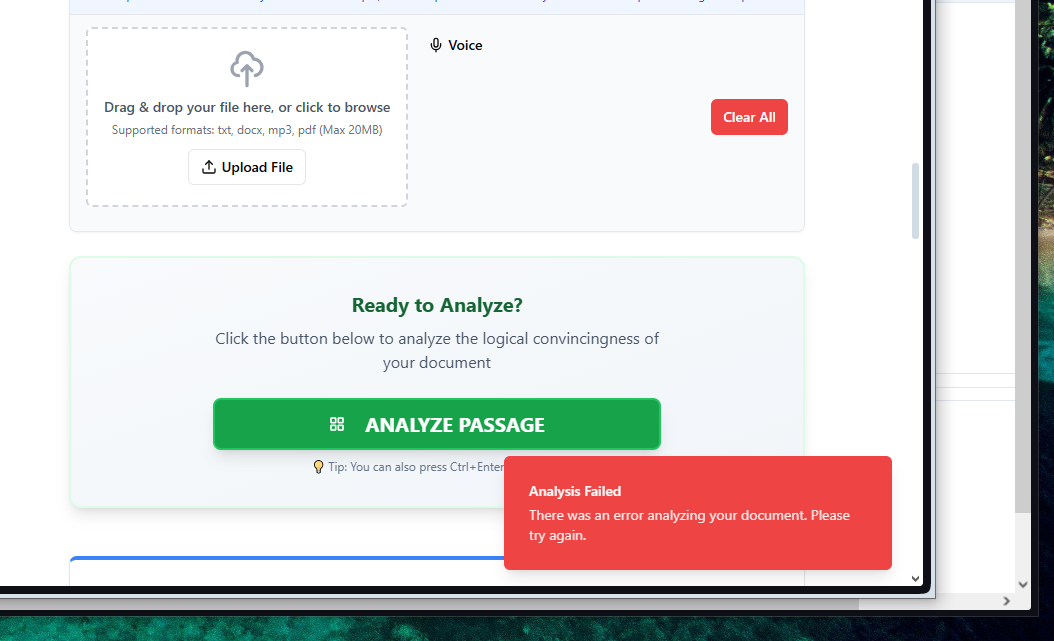 Voice
Drag & drop your file here, or click to browse
Supported formats: txt, docx, mp3, pdf (Max 20MB)
Clear All
Upload File
Ready to Analyze?
Click the button below to analyze the logical convincingness of
your document
ANALYZE PASSAGE
Tip: You can also press Ctrl+Enter
Analysis Failed
There was an error analyzing your document. Please
try again.